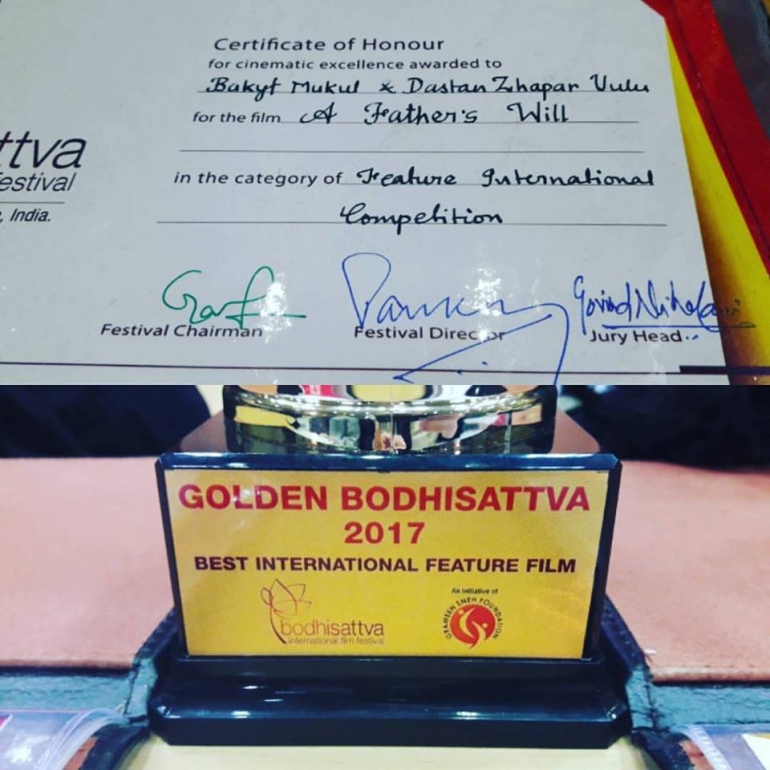 Certificate of Honour
for cinematic excellence awarded to
Bakyt Mukul & Dastan Zhapar Uulu
for the film A Father's Will
ttva
estival
, India.
in the category of Feature International
Competition
Govind Nihalani
Festival Chairman
Festival Director
Jury Head
GOLDEN BODHISATTVA
2017
BEST INTERNATIONAL FEATURE FILM
bodhisattva
international film festival
An initiative of
GRAMEEN SNEH FOUNDATION